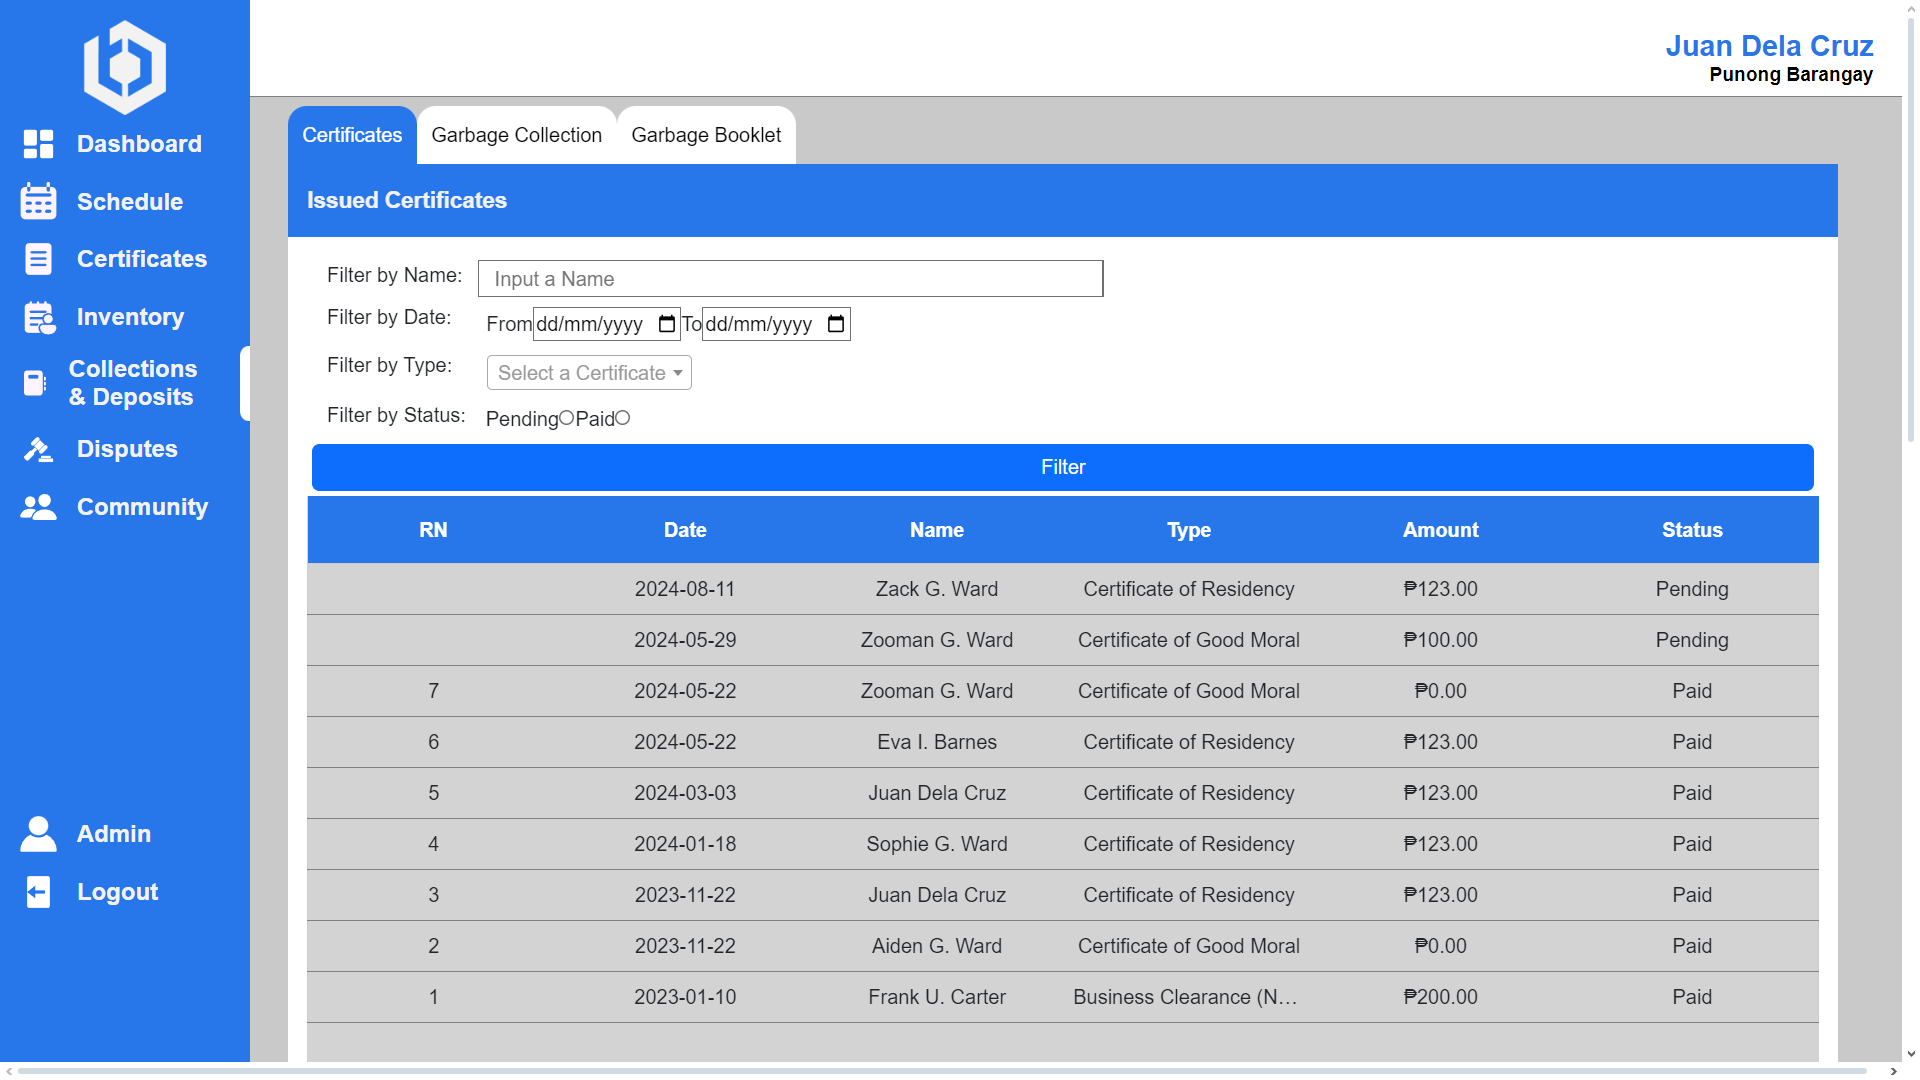 Juan Dela Cruz
Punong Barangay
Dashboard
Schedule
Certificates
Inventory
Collections
& Deposits
Disputes
Community
Admin
Logout
Certificates Garbage Collection Garbage Booklet
Issued Certificates
Filter by Name: Input a Name
Filter by Date: From dd/mm/yyyy To dd/mm/yyyy
Filter by Type: Select a Certificate
Filter by Status: Pending Paid
Filter
RN Date Name Type Amount Status
2024-08-11 Zack G. Ward Certificate of Residency ₱123.00 Pending
2024-05-29 Zooman G. Ward Certificate of Good Moral ₱100.00 Pending
7 2024-05-22 Zooman G. Ward Certificate of Good Moral ₱0.00 Paid
6 2024-05-22 Eva I. Barnes Certificate of Residency ₱123.00 Paid
5 2024-03-03 Juan Dela Cruz Certificate of Residency ₱123.00 Paid
4 2024-01-18 Sophie G. Ward Certificate of Residency ₱123.00 Paid
3 2023-11-22 Juan Dela Cruz Certificate of Residency ₱123.00 Paid
2 2023-11-22 Aiden G. Ward Certificate of Good Moral ₱0.00 Paid
1 2023-01-10 Frank U. Carter Business Clearance (N... ₱200.00 Paid